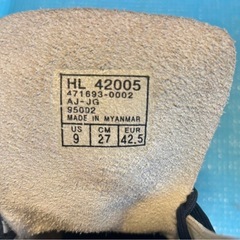 HL 42005
471693-0002
AJ-JG
95002
MADE IN MYANMAR
US CM EUR
9 27 42.5